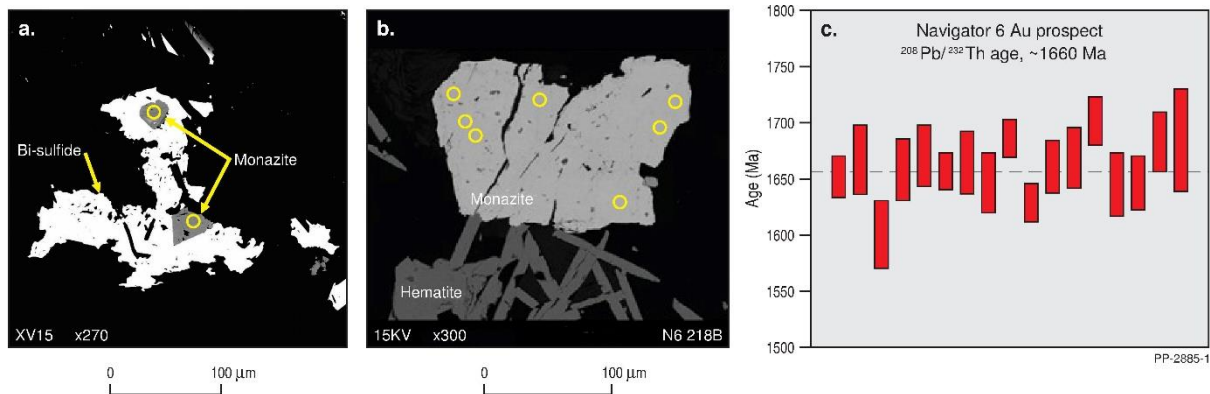 a.
Bi-sulfide
Monazite
XV15 x270
0 100 μm
b.
Monazite
Hematite
15KV x300 N6 218B
0 100 μm
c.
Navigator 6 Au prospect
²⁰⁸Pb/²³²Th age, ~1660 Ma
Age (Ma)
1800
1750
1700
1650
1600
1550
1500
PP-2885-1